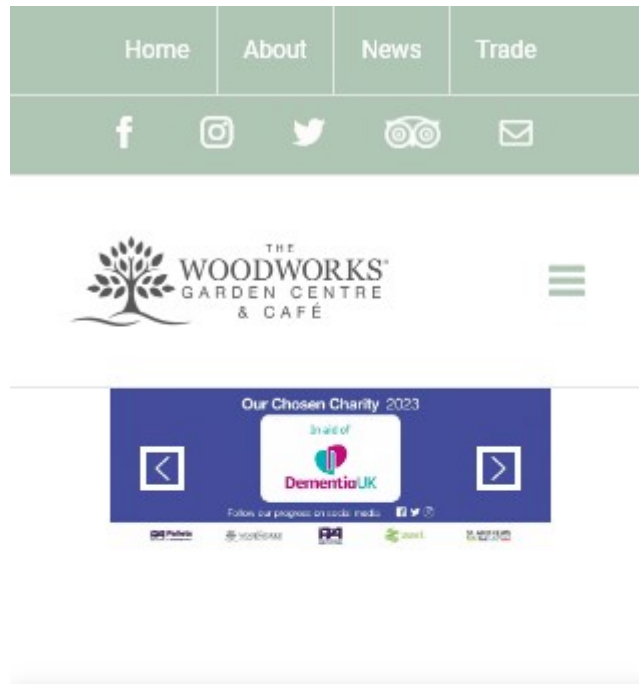 Home About News Trade
THE
WOODWORKS
GARDEN CENTRE
& CAFÉ
Our Chosen Charity 2023
In aid of
DementiaUK
Follow our progress on social media